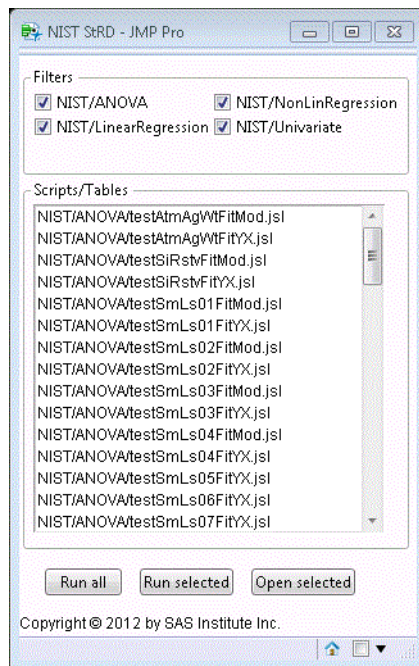 NIST StRD - JMP Pro
Filters
NIST/ANOVA NIST/NonLinRegression
NIST/LinearRegression NIST/Univariate
Scripts/Tables
NIST/ANOVA/testAtmAgWtFitMod.jsl
NIST/ANOVA/testAtmAgWtFitYX.jsl
NIST/ANOVA/testSiRstvFitMod.jsl
NIST/ANOVA/testSiRstvFitYX.jsl
NIST/ANOVA/testSmLs01FitMod.jsl
NIST/ANOVA/testSmLs01FitYX.jsl
NIST/ANOVA/testSmLs02FitMod.jsl
NIST/ANOVA/testSmLs02FitYX.jsl
NIST/ANOVA/testSmLs03FitMod.jsl
NIST/ANOVA/testSmLs03FitYX.jsl
NIST/ANOVA/testSmLs04FitMod.jsl
NIST/ANOVA/testSmLs04FitYX.jsl
NIST/ANOVA/testSmLs05FitYX.jsl
NIST/ANOVA/testSmLs06FitYX.jsl
NIST/ANOVA/testSmLs07FitYX.jsl
Run all Run selected Open selected
Copyright © 2012 by SAS Institute Inc.